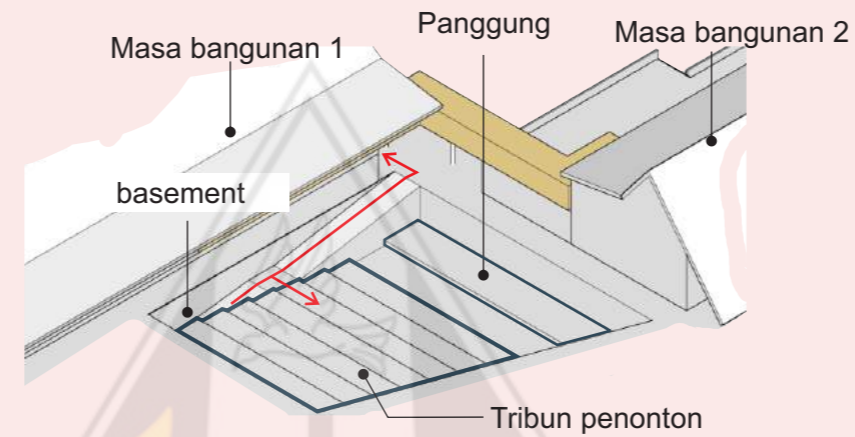 Panggung
Masa bangunan 1
Masa bangunan 2
basement
Tribun penonton